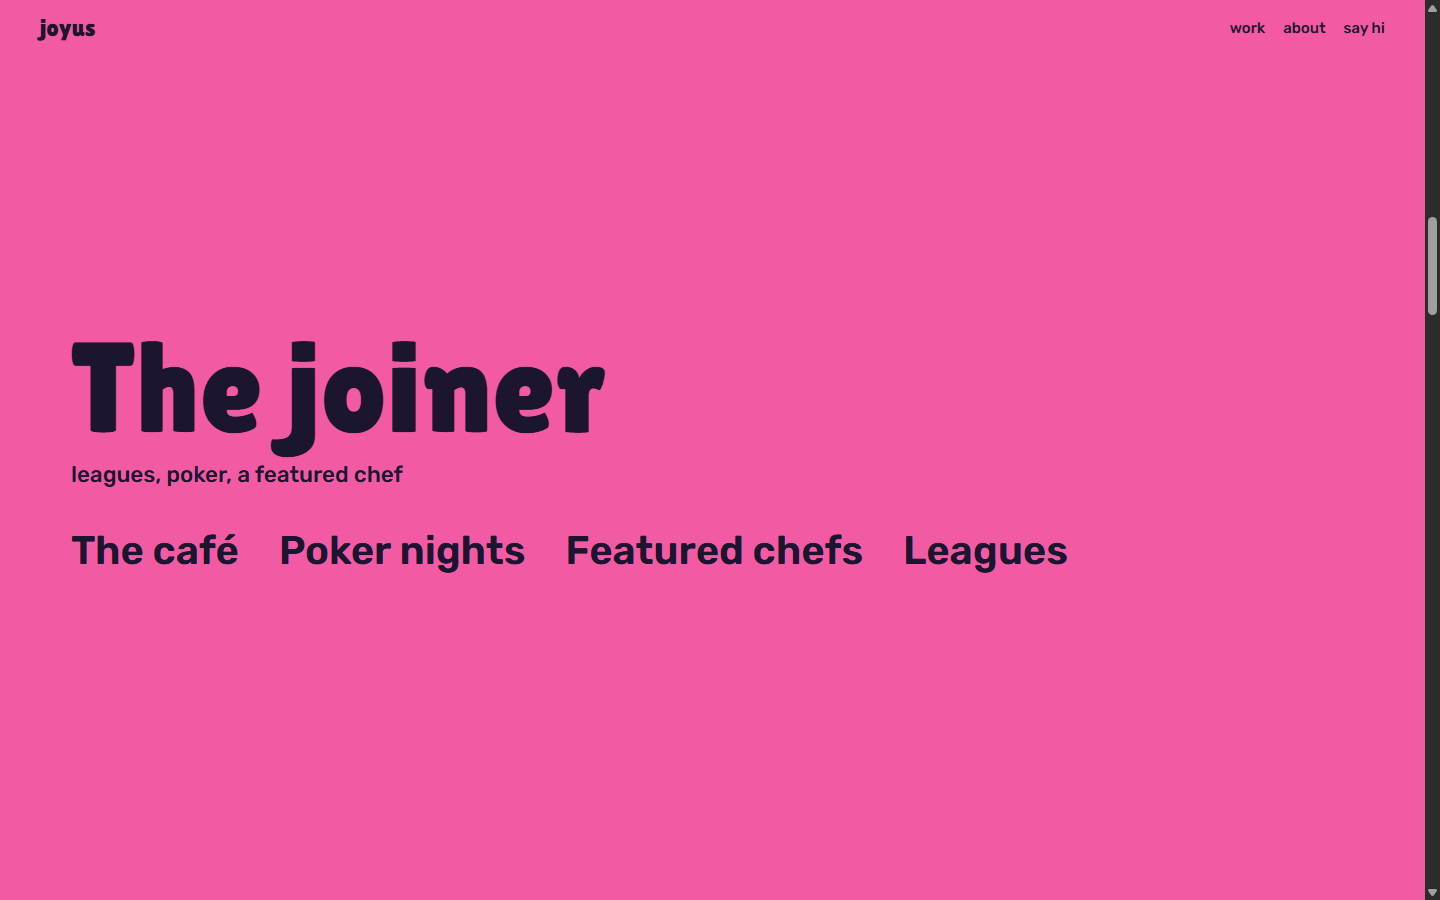 joyus
work about say hi
The joiner
leagues, poker, a featured chef
The café Poker nights Featured chefs Leagues